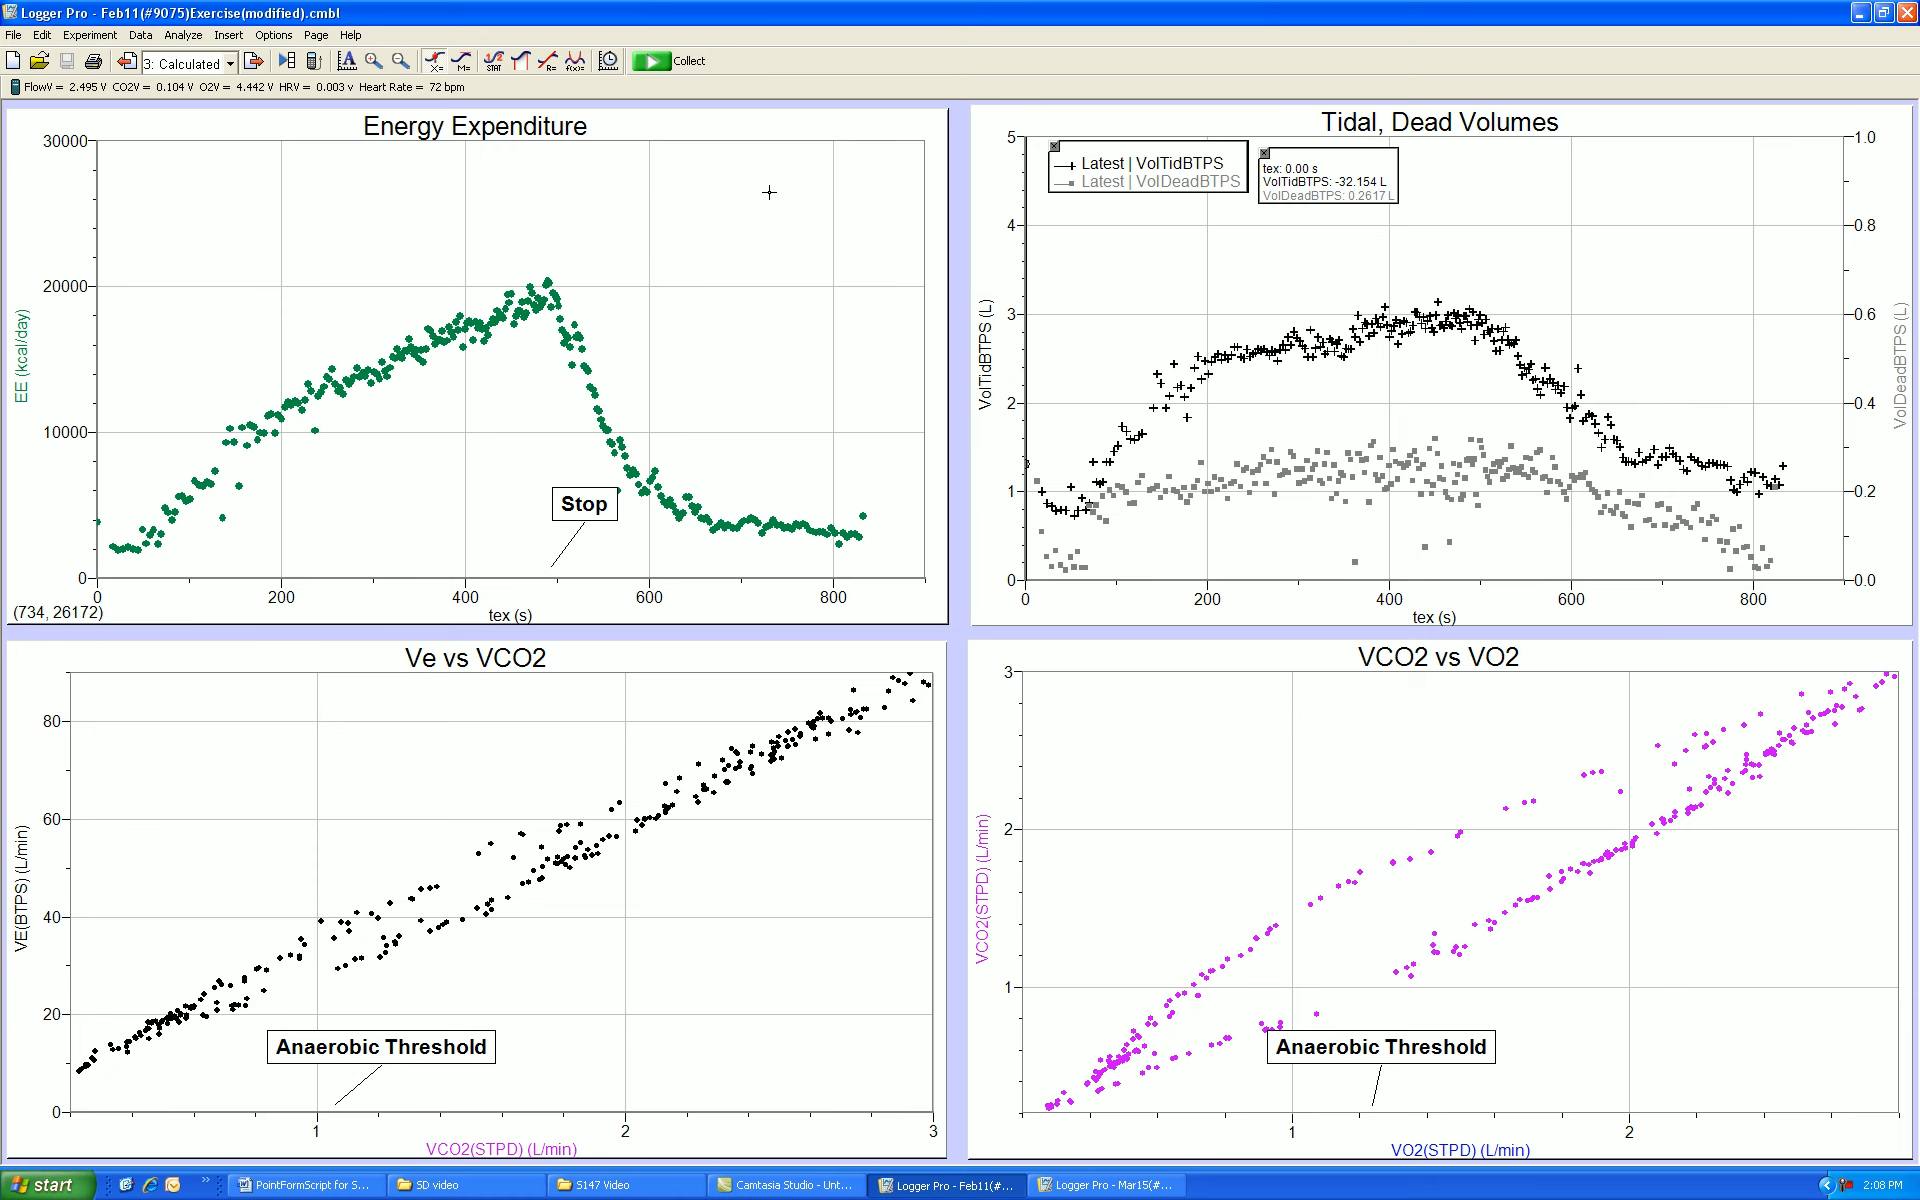 Logger Pro - Feb11(#9075)Exercise(modified).cmbl
File Edit Experiment Data Analyze Insert Options Page Help
3: Calculated
Collect
FlowV = 2.495 V CO2V = 0.104 V O2V = 4.442 V HRV = 0.003 v Heart Rate = 72 bpm
Energy Expenditure
30000
20000
10000
0
EE (kcal/day)
Stop
0 200 400 600 800
(734, 26172)
tex (s)
Tidal, Dead Volumes
5
4
3
2
1
0
VolTidBTPS (L)
Latest | VolTidBTPS
Latest | VolDeadBTPS
tex: 0.00 s
VolTidBTPS: -32.154 L
VolDeadBTPS: 0.2617 L
1.0
0.8
0.6
0.4
0.2
0.0
VolDeadBTPS (L)
0 200 400 600 800
tex (s)
Ve vs VCO2
80
60
40
20
0
VE(BTPS) (L/min)
Anaerobic Threshold
1 2 3
VCO2(STPD) (L/min)
VCO2 vs VO2
3
2
1
VCO2(STPD) (L/min)
Anaerobic Threshold
1 2
VO2(STPD) (L/min)
start
PointFormScript for S...
SD video
S147 Video
Camtasia Studio - Unt...
Logger Pro - Feb11(#...
Logger Pro - Mar15(#...
2:08 PM